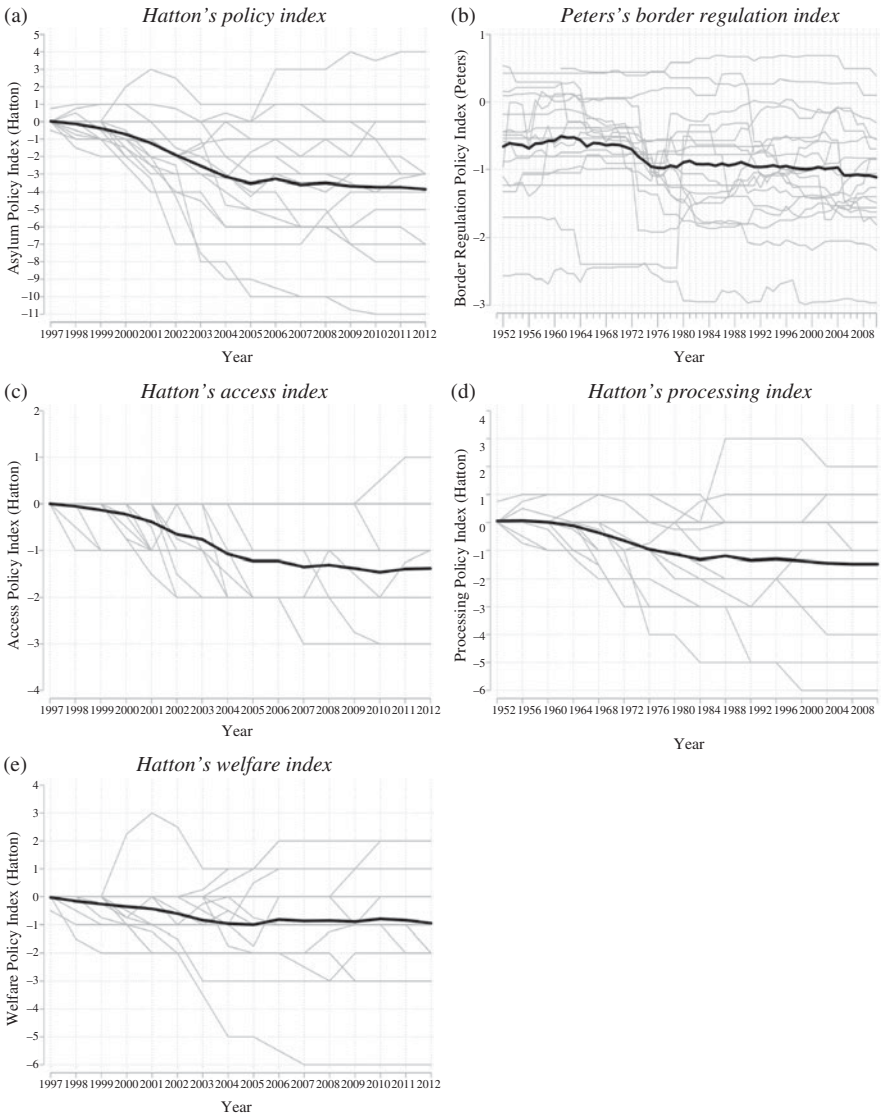 (a) Hatton's policy index
5
4
3
2
1
0
−1
−2
−3
−4
−5
−6
−7
−8
−9
−10
−11
Asylum Policy Index (Hatton)
1997 1998 1999 2000 2001 2002 2003 2004 2005 2006 2007 2008 2009 2010 2011 2012
Year
(b) Peters's border regulation index
1
0
−1
−2
−3
Border Regulation Policy Index (Peters)
1952 1956 1960 1964 1968 1972 1976 1980 1984 1988 1992 1996 2000 2004 2008
Year
(c) Hatton's access index
2
1
0
−1
−2
−3
−4
Access Policy Index (Hatton)
1997 1998 1999 2000 2001 2002 2003 2004 2005 2006 2007 2008 2009 2010 2011 2012
Year
(d) Hatton's processing index
4
3
2
1
0
−1
−2
−3
−4
−5
−6
Processing Policy Index (Hatton)
1952 1956 1960 1964 1968 1972 1976 1980 1984 1988 1992 1996 2000 2004 2008
Year
(e) Hatton's welfare index
4
3
2
1
0
−1
−2
−3
−4
−5
−6
Welfare Policy Index (Hatton)
1997 1998 1999 2000 2001 2002 2003 2004 2005 2006 2007 2008 2009 2010 2011 2012
Year